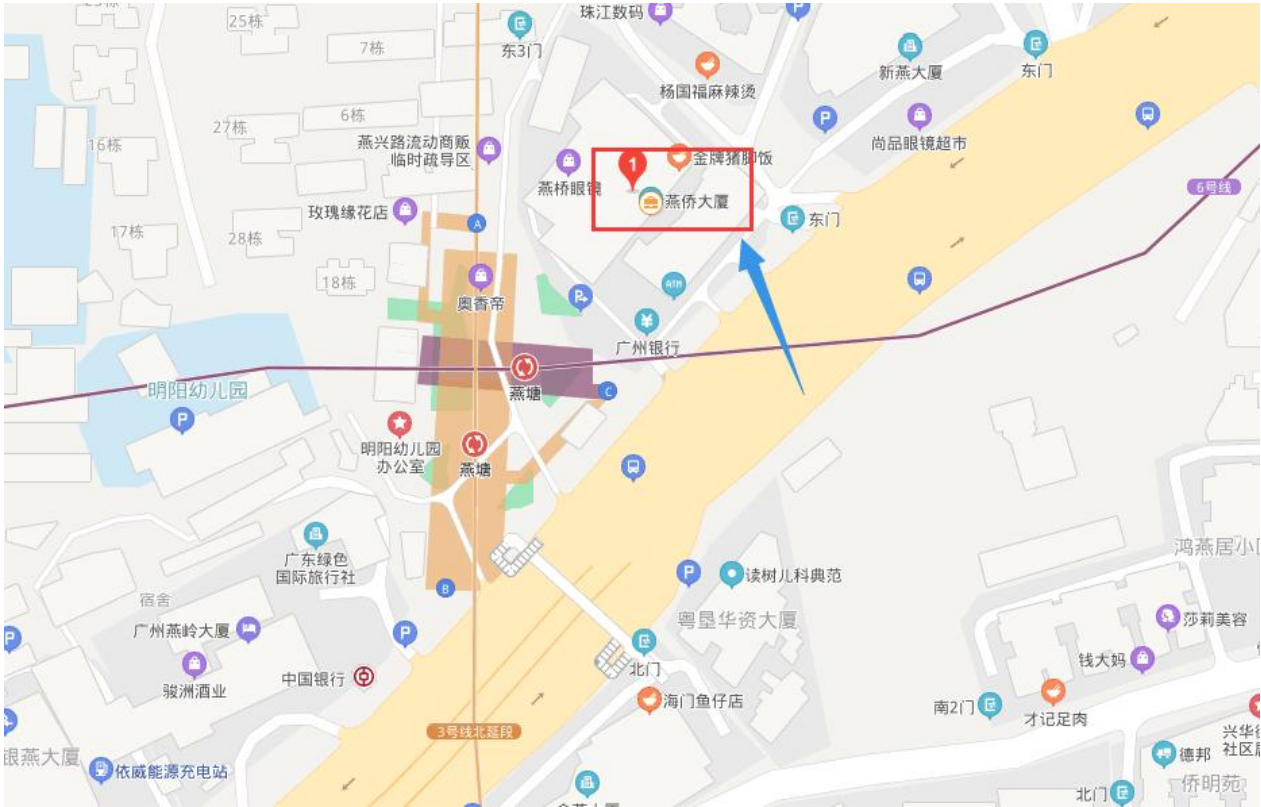 珠江数码
25栋
东3门
7栋
新燕大厦
东门
杨国福麻辣烫
6栋
27栋
16栋
燕兴路流动商贩
临时疏导区
尚品眼镜超市
1
金牌猪脚饭
燕桥眼镜
6号线
燕侨大厦
玫瑰缘花店
东门
17栋
28栋
A
18栋
奥香帝
ATM
广州银行
燕塘
C
明阳幼儿园
明阳幼儿园
办公室
燕塘
广东绿色
国际旅行社
鸿燕居小
读树儿科典范
B
宿舍
粤垦华资大厦
莎莉美容
广州燕岭大厦
北门
钱大妈
中国银行
骏洲酒业
海门鱼仔店
南2门
才记足肉
3号线北延段
兴华
社区
银燕大厦
依威能源充电站
德邦
侨明苑
北门